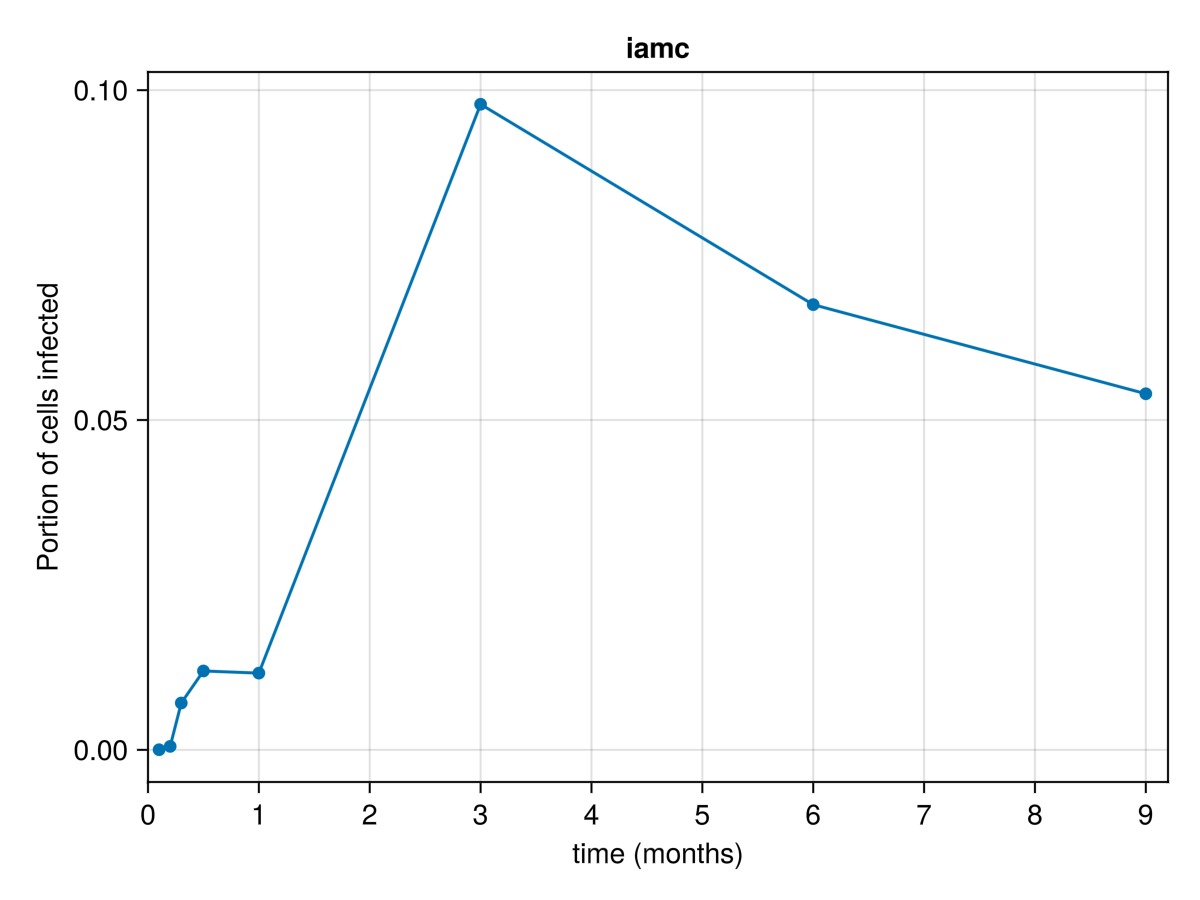 iamc
0.10
0.05
0.00
Portion of cells infected
0 1 2 3 4 5 6 7 8 9
time (months)